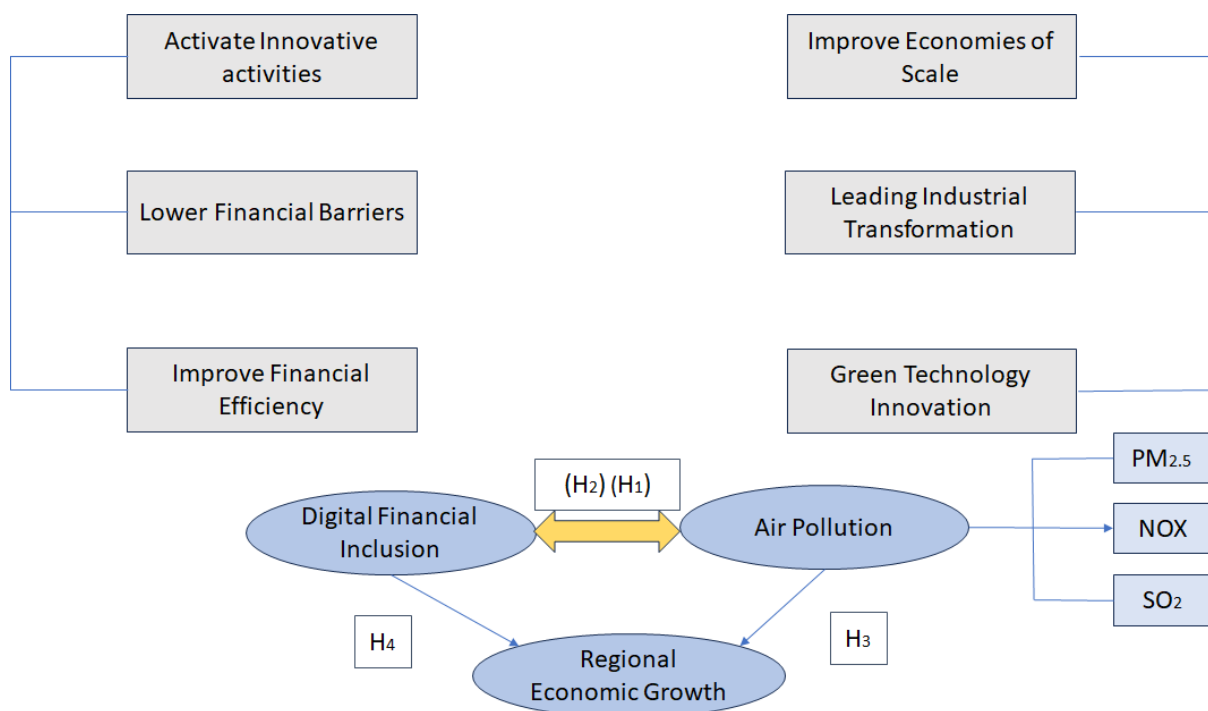 Activate Innovative
activities
Improve Economies of
Scale
Lower Financial Barriers
Leading Industrial
Transformation
Improve Financial
Efficiency
Green Technology
Innovation
PM2.5
(H2) (H1)
Digital Financial
Inclusion
Air Pollution
NOX
SO2
H4
H3
Regional
Economic Growth